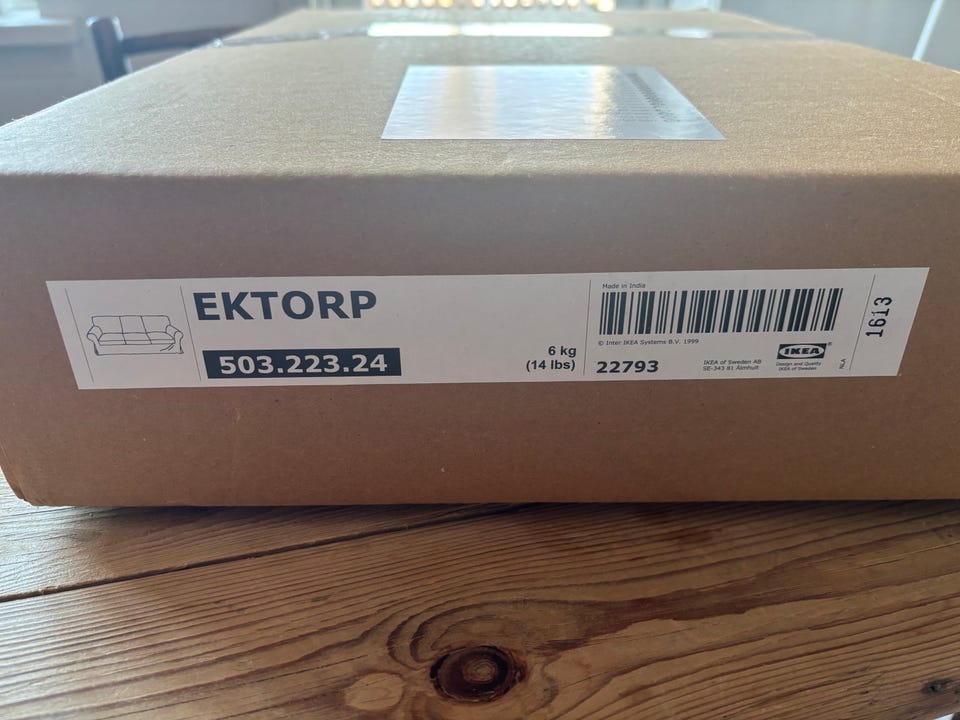 EKTORP
503.223.24
6 kg
(14 lbs)
Made in India
© Inter IKEA Systems B.V. 1999
22793
IKEA of Sweden AB
SE-343 81 Älmhult
IKEA®
Design and Quality
IKEA of Sweden
NLA
1613